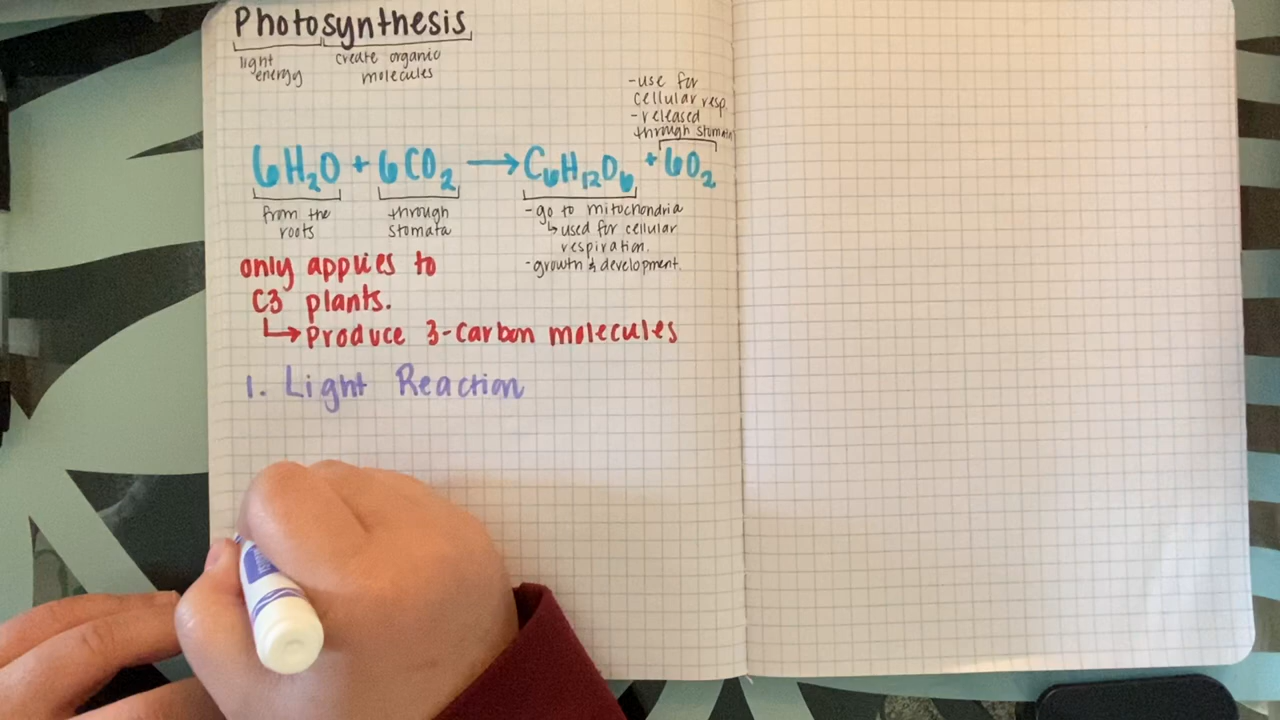 Photosynthesis
light energy
create organic molecules
-use for
cellular resp.
-released
through stomata
6H₂O + 6CO₂ → C₆H₁₂O₆ + 6O₂
from the roots
through stomata
-go to mitochondria
↳ used for cellular
respiration.
-growth & development.
only applies to
C3 plants.
↳ Produce 3-carbon molecules
1. Light Reaction